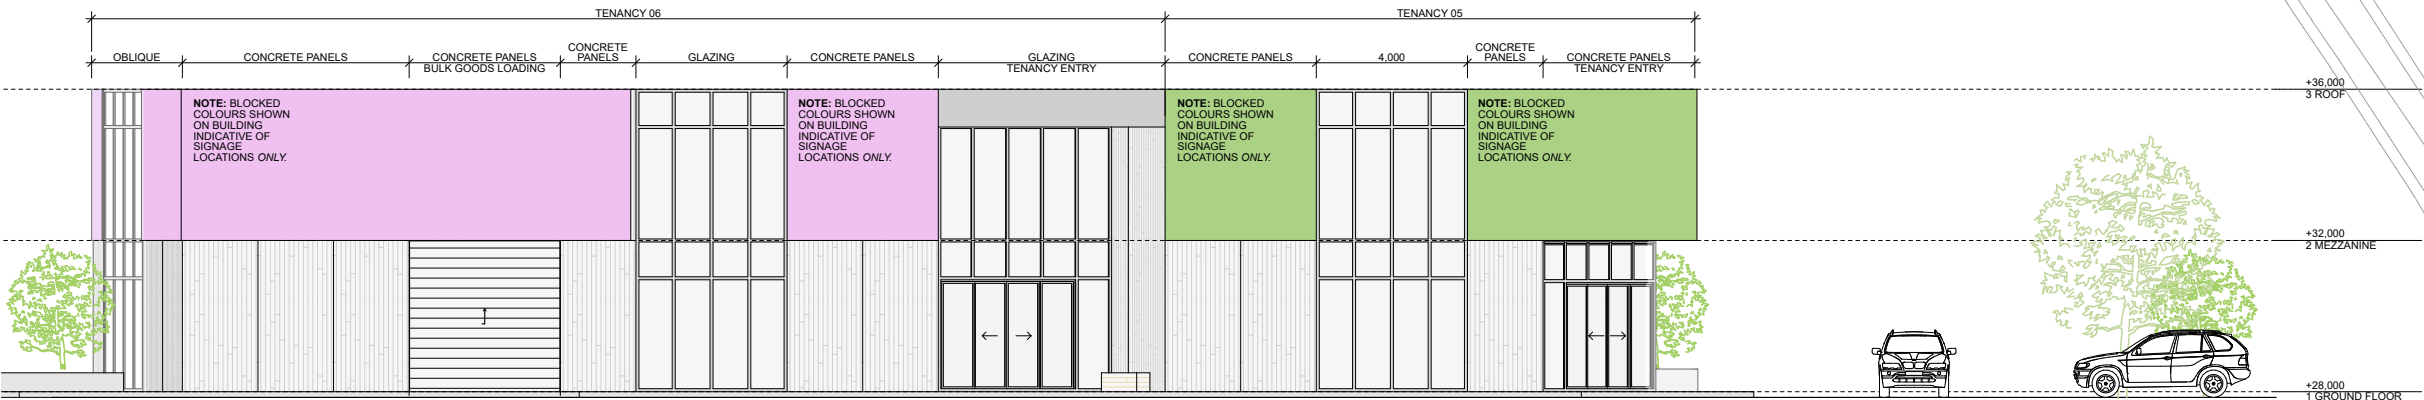 TENANCY 06
TENANCY 05
OBLIQUE
CONCRETE PANELS
CONCRETE PANELS
BULK GOODS LOADING
CONCRETE
PANELS
GLAZING
CONCRETE PANELS
GLAZING
TENANCY ENTRY
CONCRETE PANELS
4,000
CONCRETE
PANELS
CONCRETE PANELS
TENANCY ENTRY
NOTE: BLOCKED
COLOURS SHOWN
ON BUILDING
INDICATIVE OF
SIGNAGE
LOCATIONS ONLY.
NOTE: BLOCKED
COLOURS SHOWN
ON BUILDING
INDICATIVE OF
SIGNAGE
LOCATIONS ONLY.
NOTE: BLOCKED
COLOURS SHOWN
ON BUILDING
INDICATIVE OF
SIGNAGE
LOCATIONS ONLY.
NOTE: BLOCKED
COLOURS SHOWN
ON BUILDING
INDICATIVE OF
SIGNAGE
LOCATIONS ONLY.
+36,000
3 ROOF
+32,000
2 MEZZANINE
+28,000
1 GROUND FLOOR